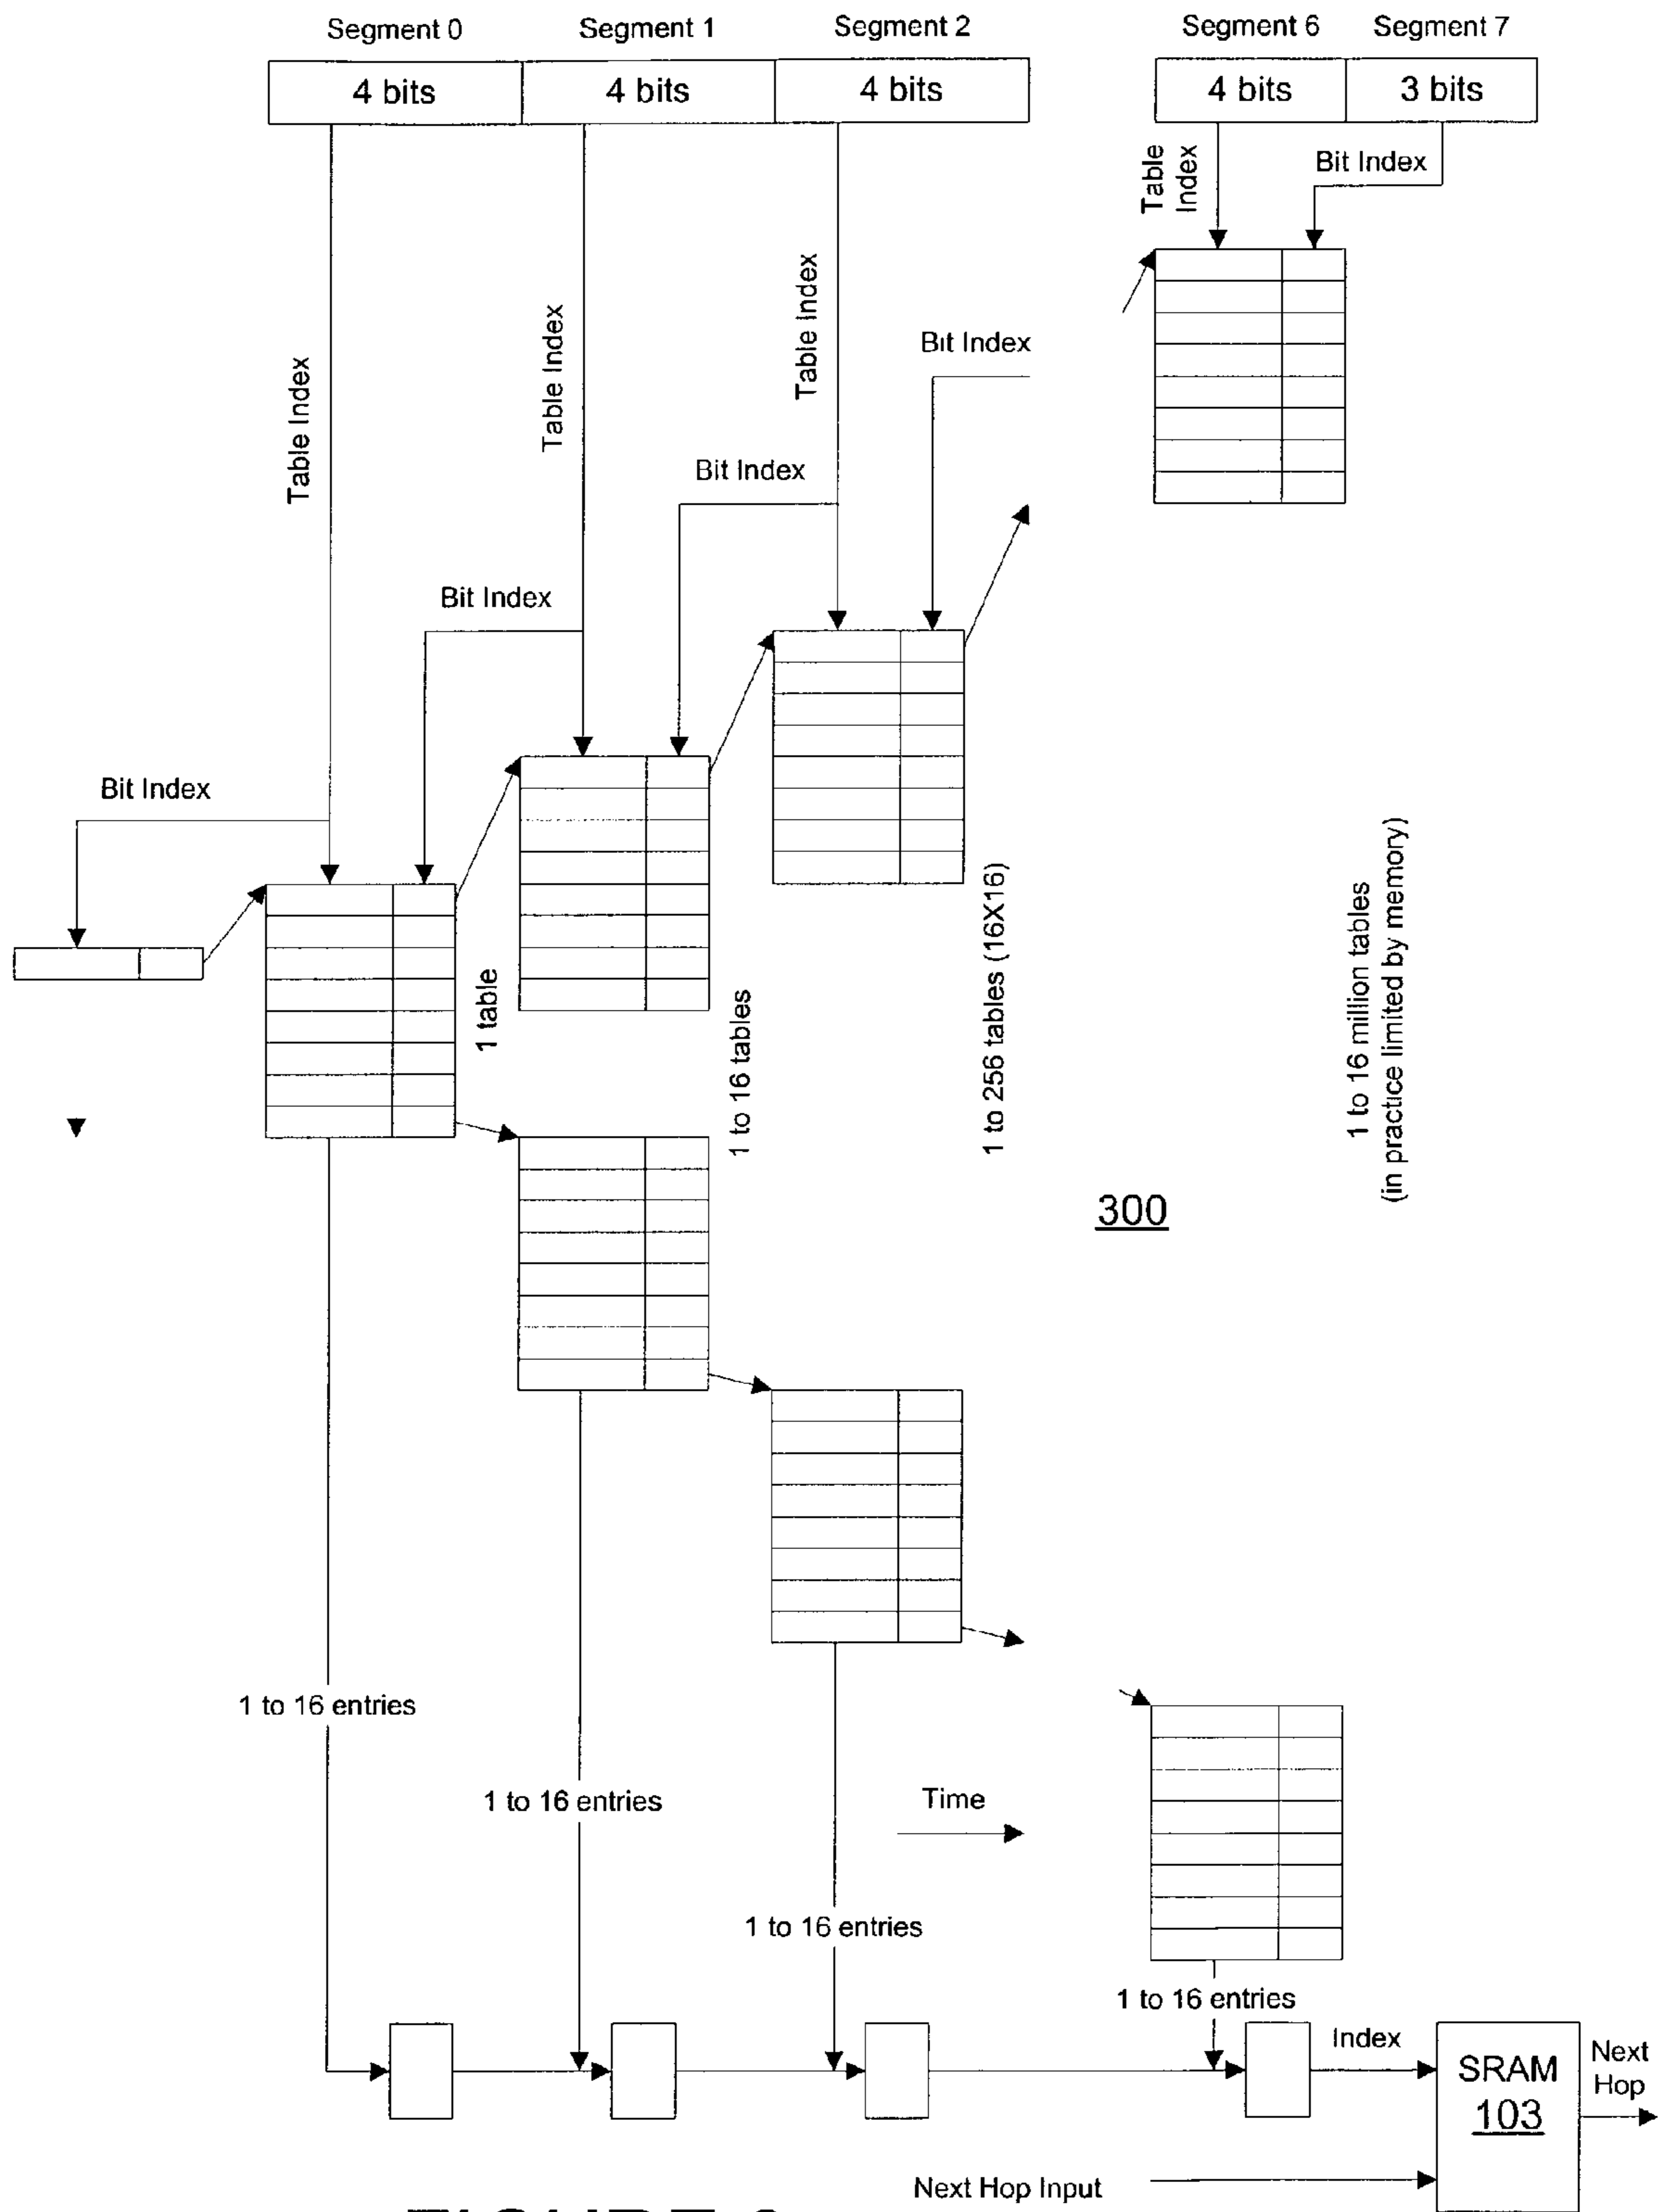 Segment 0 Segment 1 Segment 2 Segment 6 Segment 7
4 bits 4 bits 4 bits 4 bits 3 bits
Table Index
Bit Index
Table Index
Table Index
Table Index
Bit Index
Bit Index
Bit Index
Bit Index
1 table
1 to 16 tables
1 to 256 tables (16X16)
1 to 16 million tables
(in practice limited by memory)
300
1 to 16 entries
1 to 16 entries
Time
1 to 16 entries
1 to 16 entries
Index
SRAM
103
Next
Hop
Next Hop Input